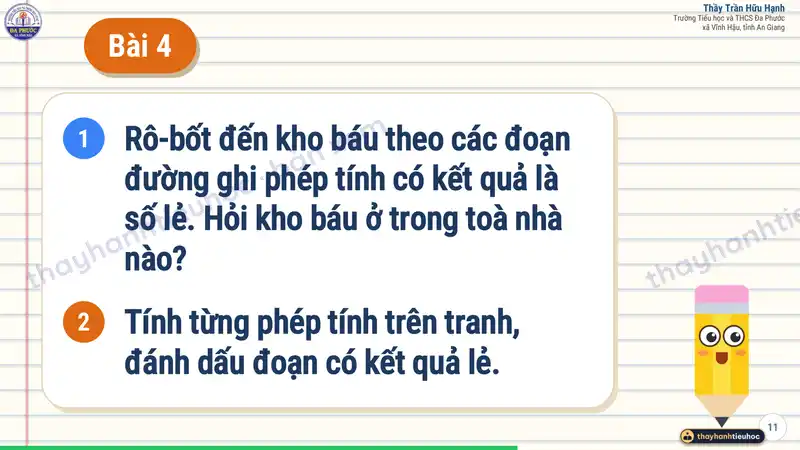 Thầy Trần Hữu Hạnh
Trường Tiểu học và THCS Đa Phước
xã Vĩnh Hậu, tỉnh An Giang
ĐA PHƯỚC
Bài 4
1
Rô-bốt đến kho báu theo các đoạn
đường ghi phép tính có kết quả là
số lẻ. Hỏi kho báu ở trong toà nhà
nào?
2
Tính từng phép tính trên tranh,
đánh dấu đoạn có kết quả lẻ.
thayhanhtieuhoc
11